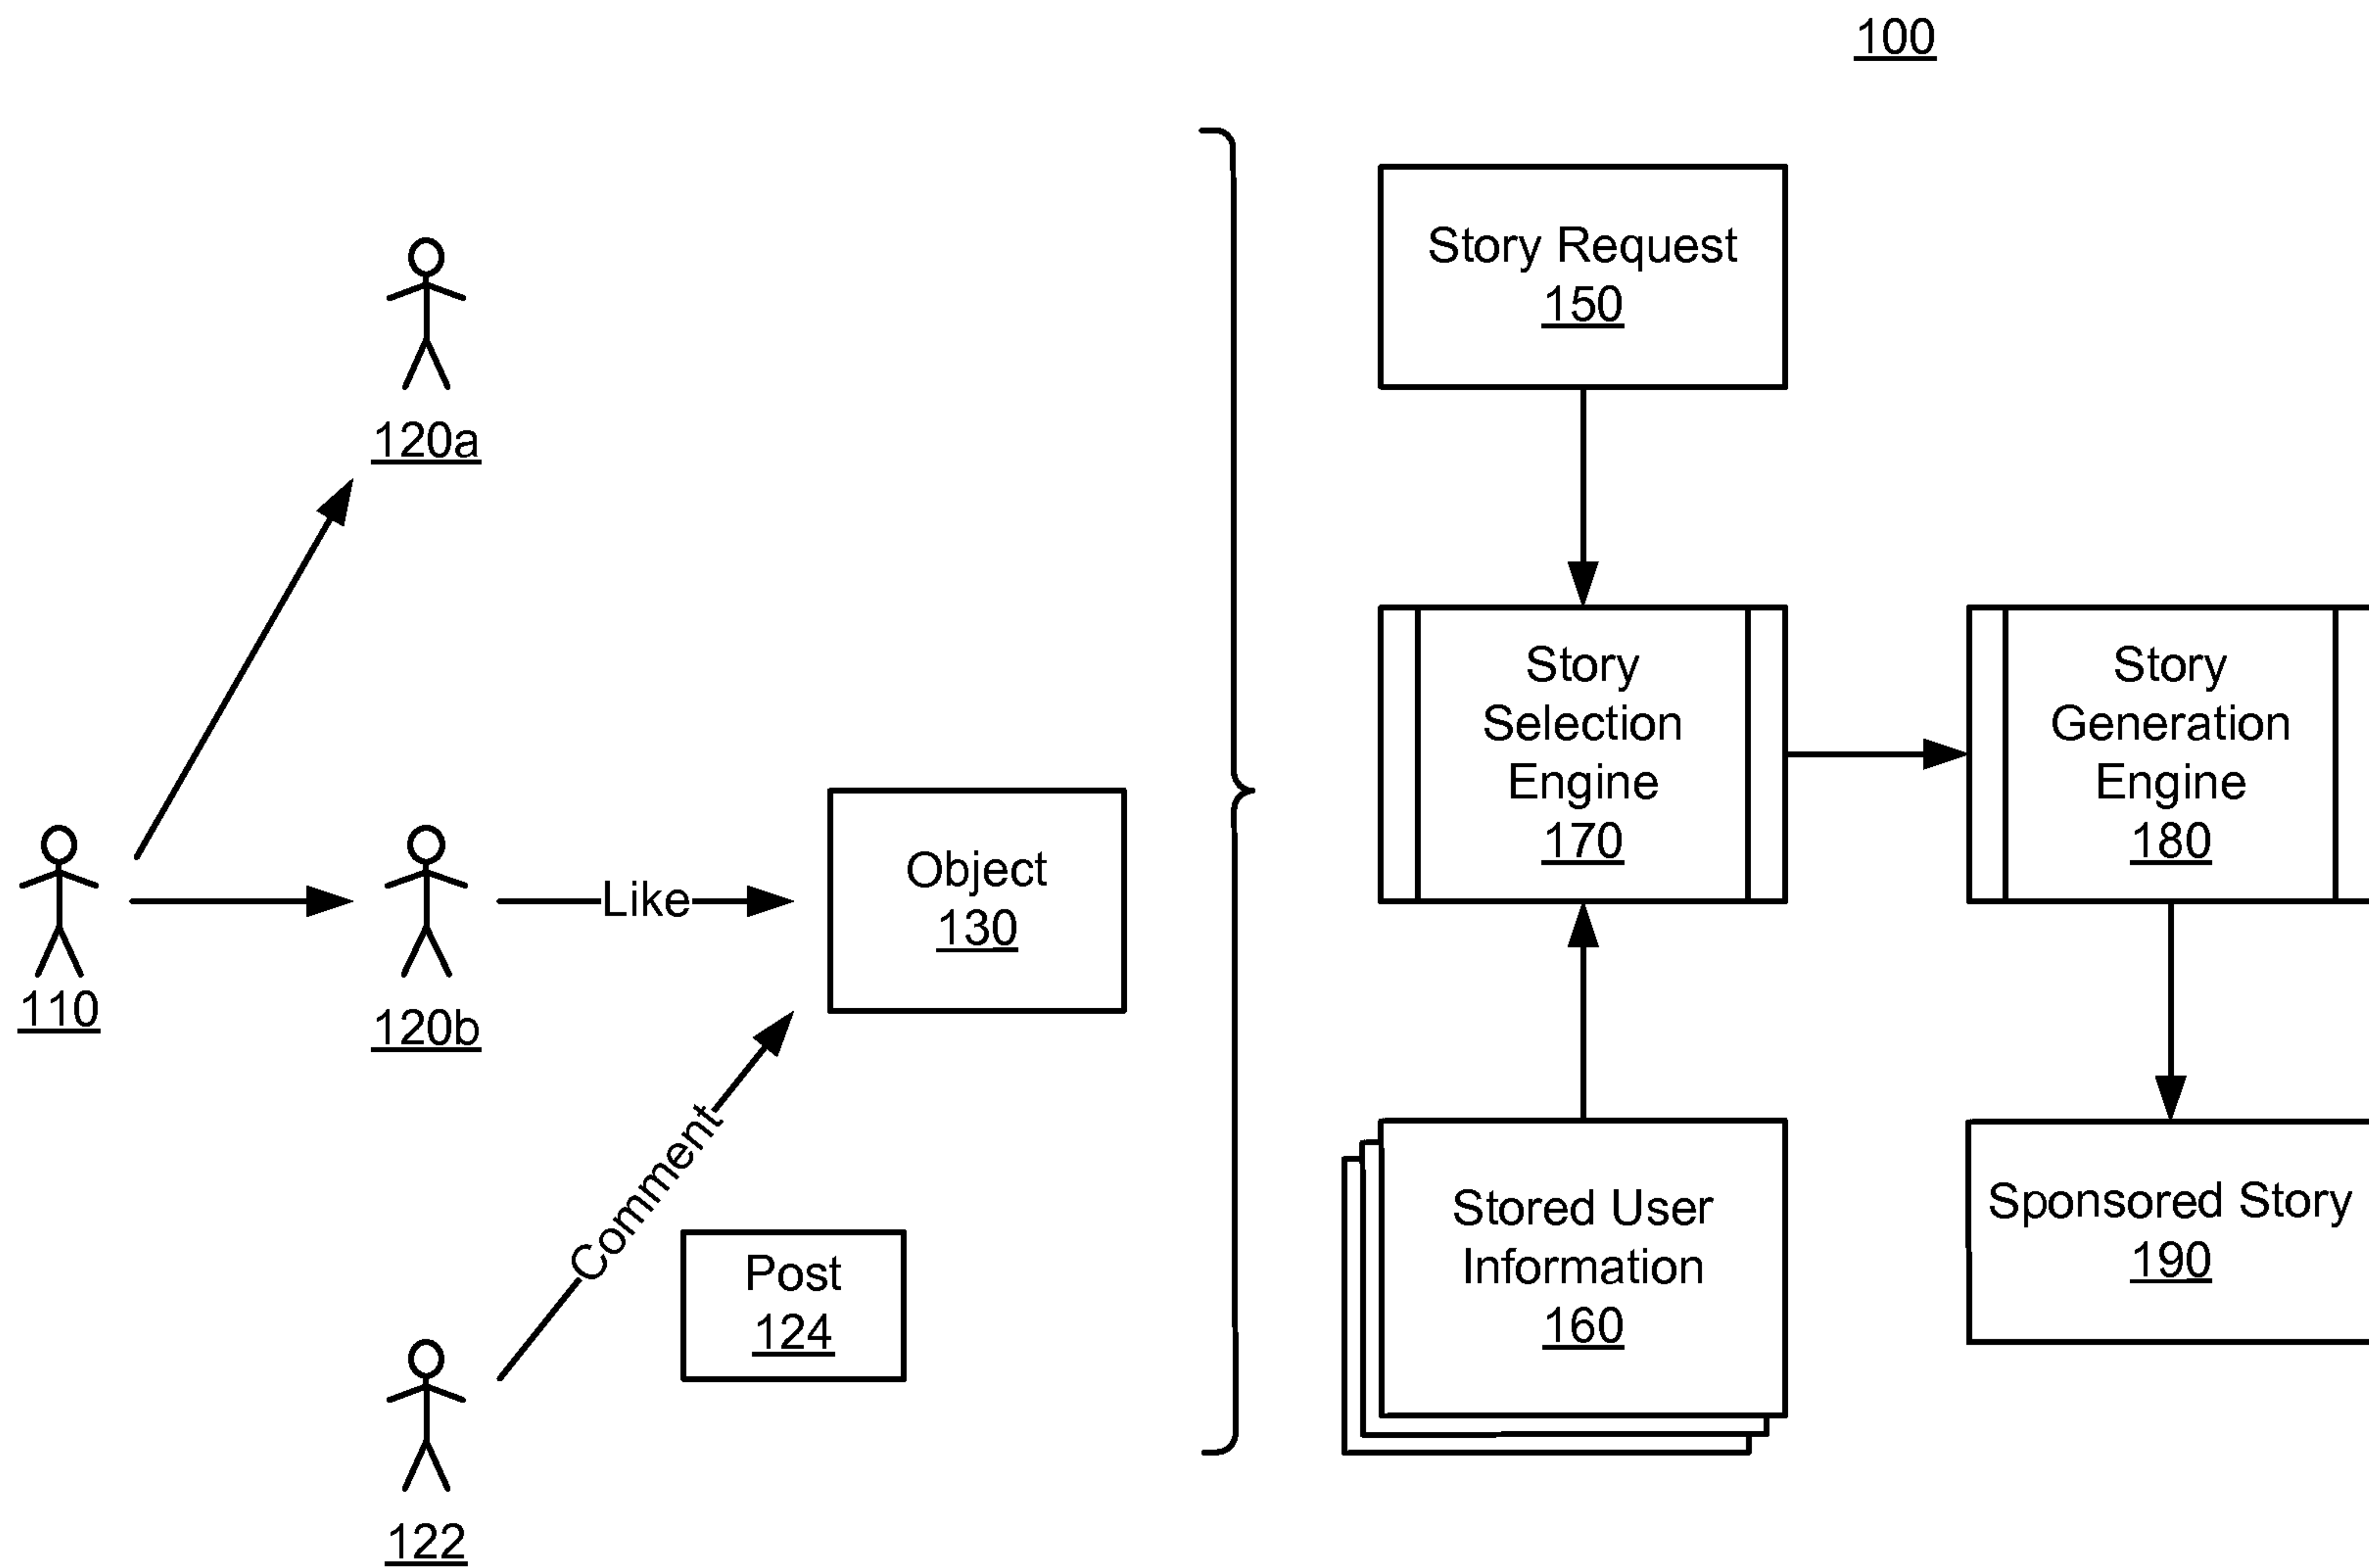 100
Story Request
150
120a
Story
Selection
Engine
170
Story
Generation
Engine
180
110
120b
Like
Object
130
Comment
Post
124
122
Stored User
Information
160
Sponsored Story
190